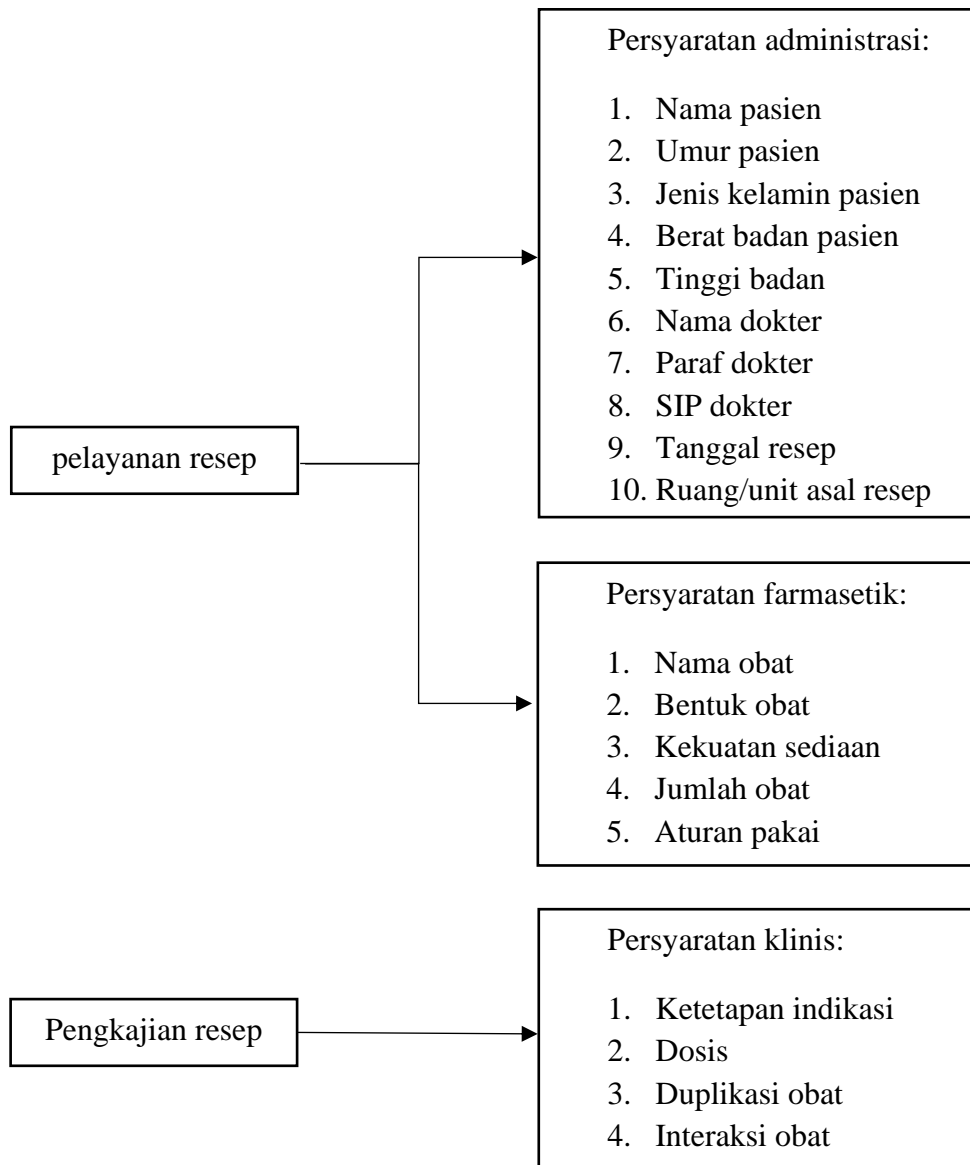 Persyaratan administrasi:
1. Nama pasien
2. Umur pasien
3. Jenis kelamin pasien
4. Berat badan pasien
5. Tinggi badan
6. Nama dokter
7. Paraf dokter
8. SIP dokter
9. Tanggal resep
10. Ruang/unit asal resep
pelayanan resep
Persyaratan farmasetik:
1. Nama obat
2. Bentuk obat
3. Kekuatan sediaan
4. Jumlah obat
5. Aturan pakai
Pengkajian resep
Persyaratan klinis:
1. Ketetapan indikasi
2. Dosis
3. Duplikasi obat
4. Interaksi obat